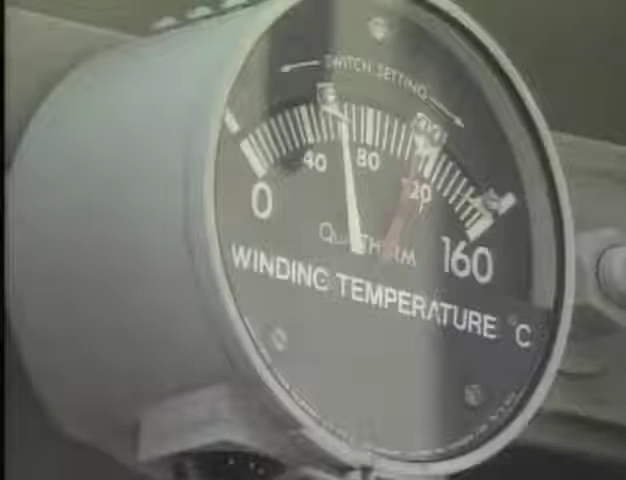 SWITCH SETTING
40 80 120
0 160
QUALITHERM
WINDING TEMPERATURE °C